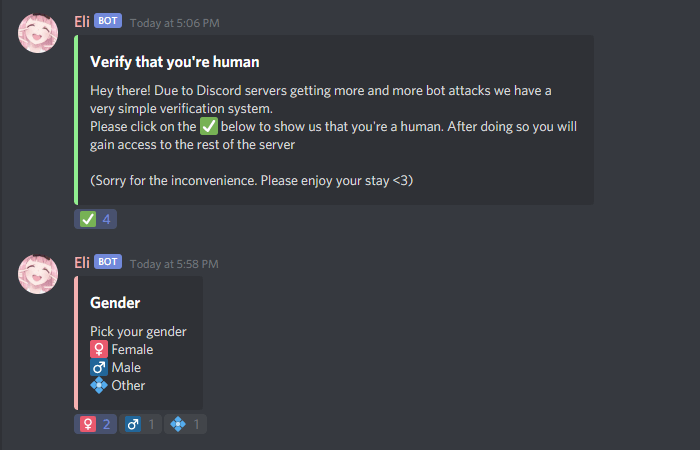 Eli BOT Today at 5:06 PM
Verify that you're human
Hey there! Due to Discord servers getting more and more bot attacks we have a
very simple verification system.
Please click on the ✅ below to show us that you're a human. After doing so you will
gain access to the rest of the server
(Sorry for the inconvenience. Please enjoy your stay <3)
✅ 4
Eli BOT Today at 5:58 PM
Gender
Pick your gender
♀ Female
♂ Male
💠 Other
♀ 2 ♂ 1 💠 1